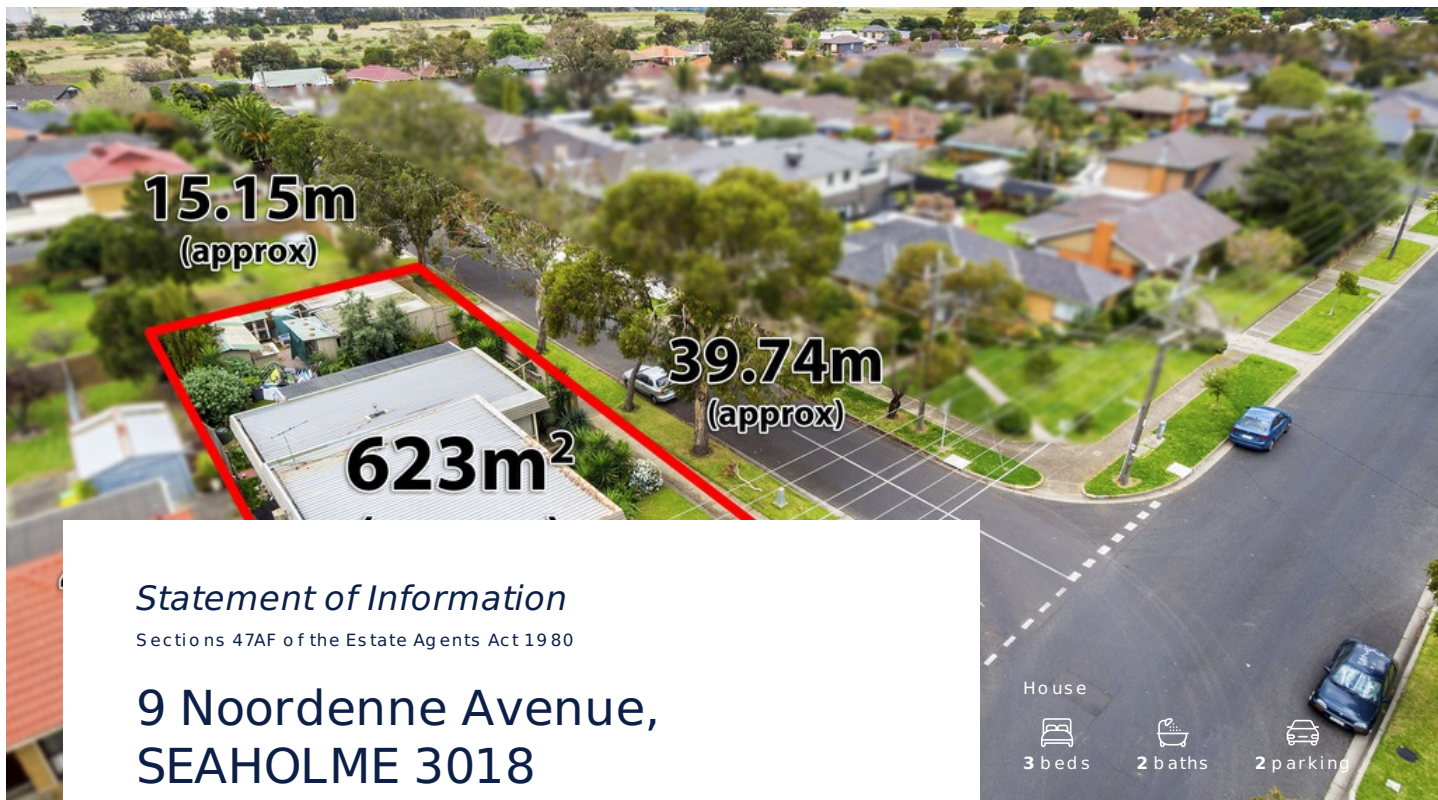 15.15m
(approx)
39.74m
(approx)
623m²
Statement of Information
Sections 47AF of the Estate Agents Act 1980
9 Noordenne Avenue,
SEAHOLME 3018
House
3 beds 2 baths 2 parking